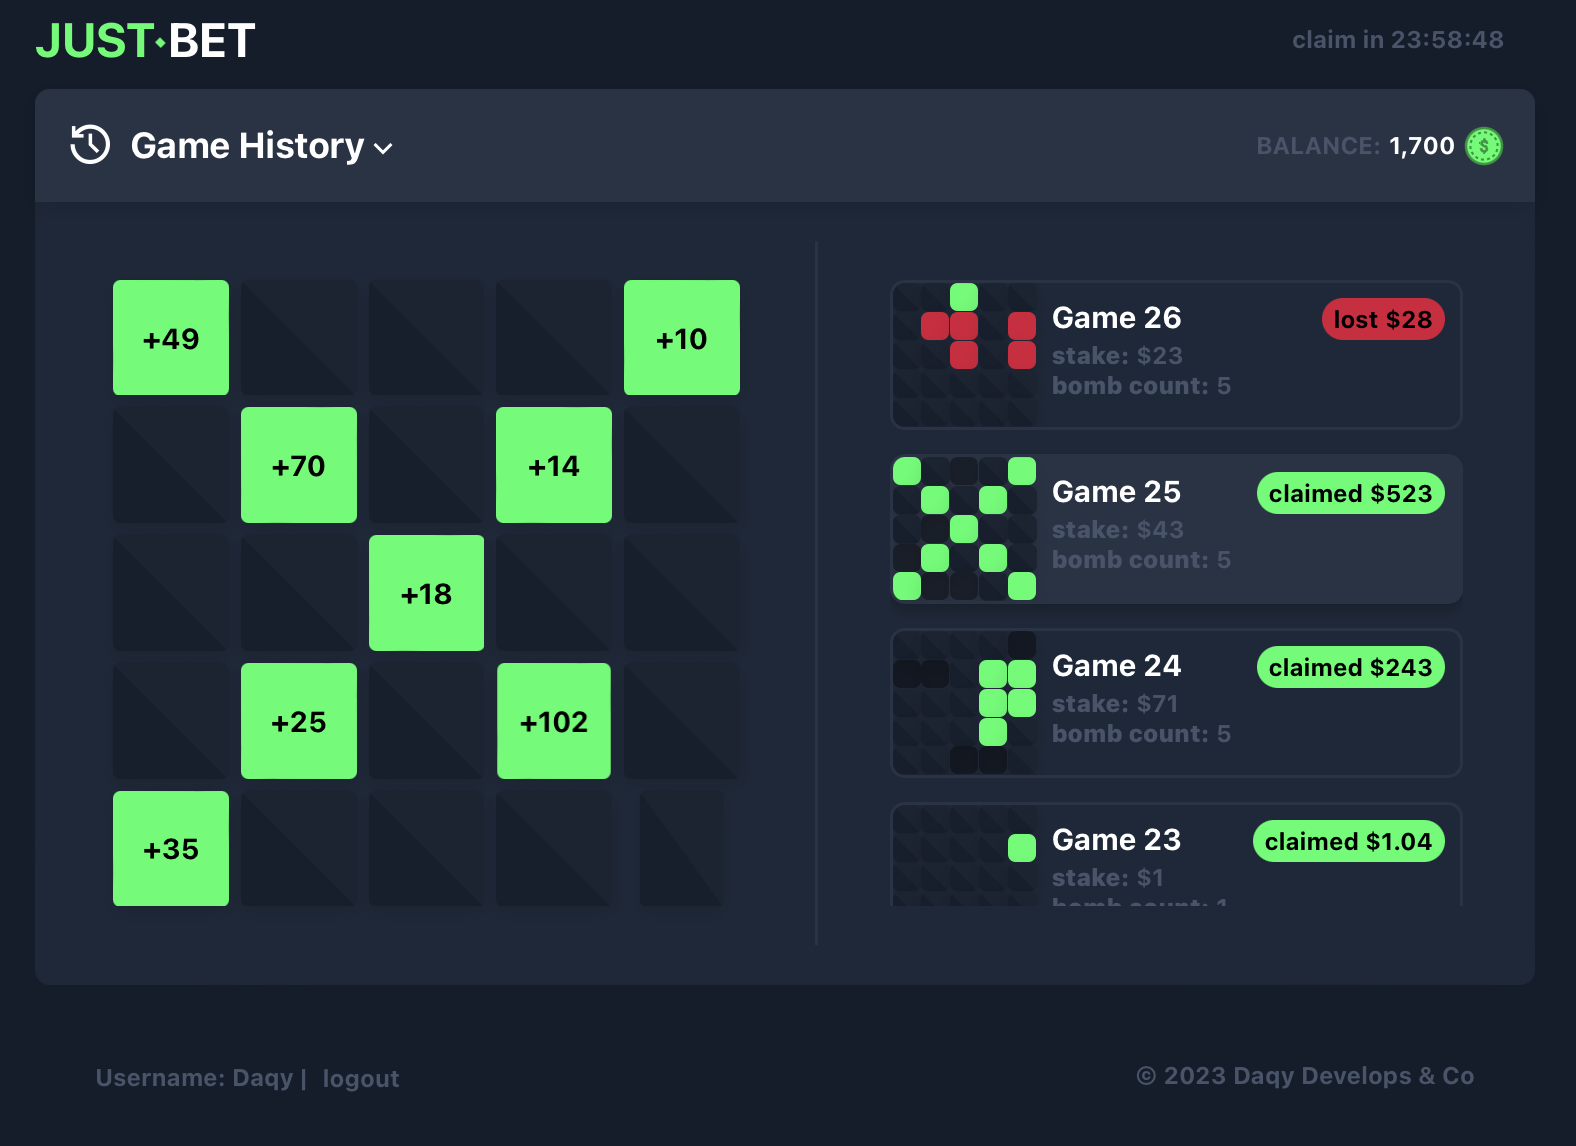 JUST·BET
claim in 23:58:48
Game History
BALANCE: 1,700
$
+49
+10
+70
+14
+18
+25
+102
+35
Game 26
lost $28
stake: $23
bomb count: 5
Game 25
claimed $523
stake: $43
bomb count: 5
Game 24
claimed $243
stake: $71
bomb count: 5
Game 23
claimed $1.04
stake: $1
bomb count: 1
Username: Daqy | logout
© 2023 Daqy Develops & Co